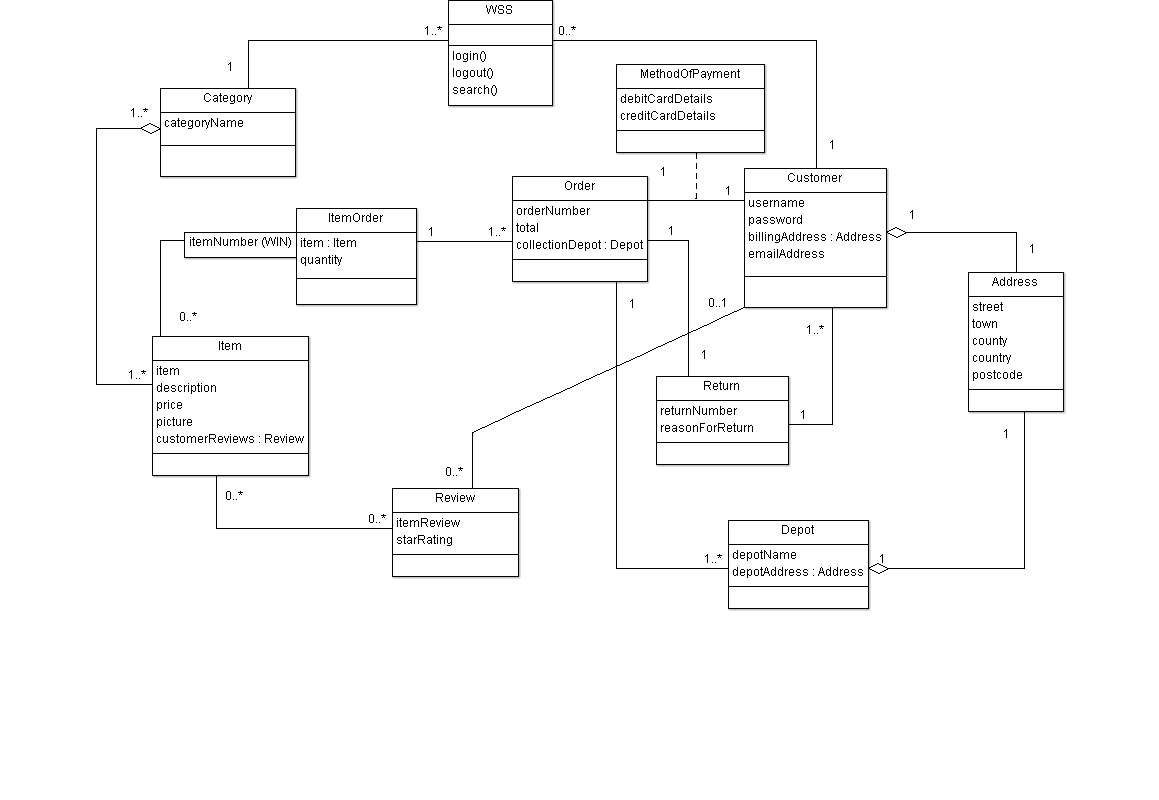 WSS
1..*
0..*
login()
logout()
search()
1
MethodOfPayment
debitCardDetails
creditCardDetails
Category
categoryName
1..*
1
1
1
Customer
username
password
billingAddress : Address
emailAddress
Order
orderNumber
total
collectionDepot : Depot
ItemOrder
item : Item
quantity
itemNumber (WIN)
1
1..*
1
1
1
Address
street
town
county
country
postcode
0..*
1
0..1
1..*
Item
item
description
price
picture
customerReviews : Review
1..*
1
Return
returnNumber
reasonForReturn
1
1
0..*
0..*
0..*
Review
itemReview
starRating
Depot
depotName
depotAddress : Address
1..*
1